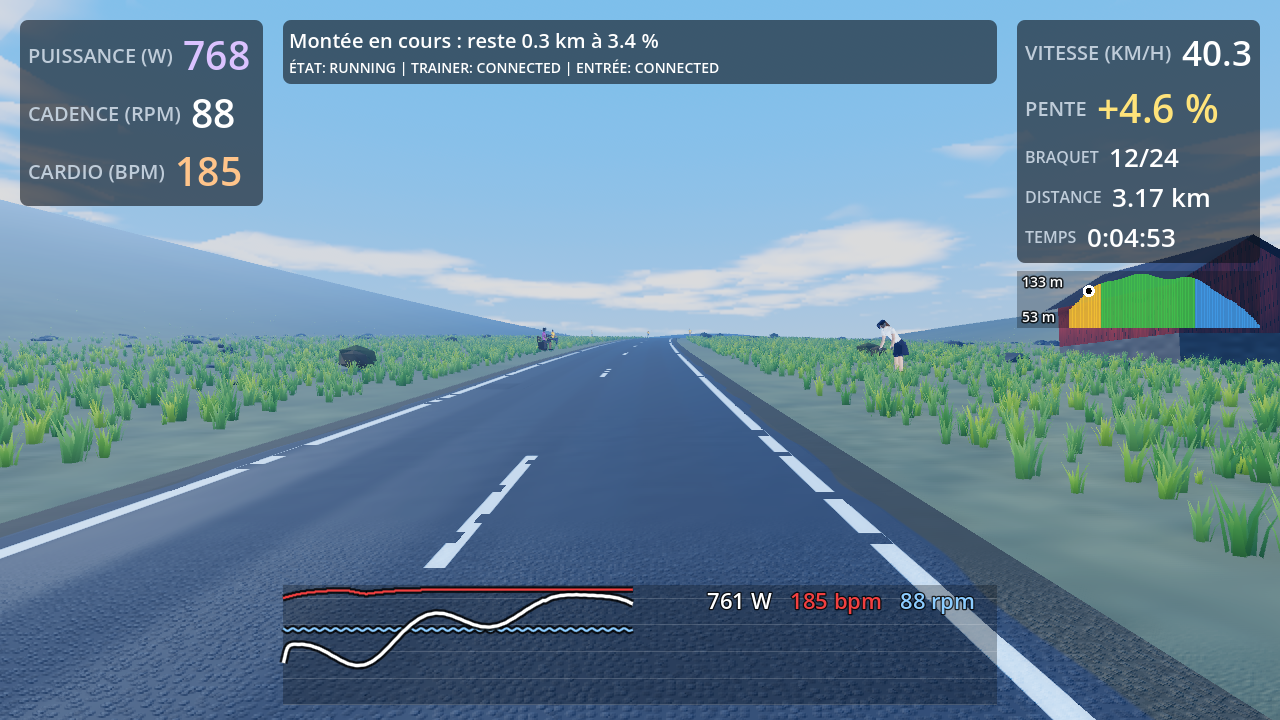 PUISSANCE (W) 768
CADENCE (RPM) 88
CARDIO (BPM) 185
Montée en cours : reste 0.3 km à 3.4 %
ÉTAT: RUNNING | TRAINER: CONNECTED | ENTRÉE: CONNECTED
VITESSE (KM/H) 40.3
PENTE +4.6 %
BRAQUET 12/24
DISTANCE 3.17 km
TEMPS 0:04:53
133 m
53 m
761 W 185 bpm 88 rpm